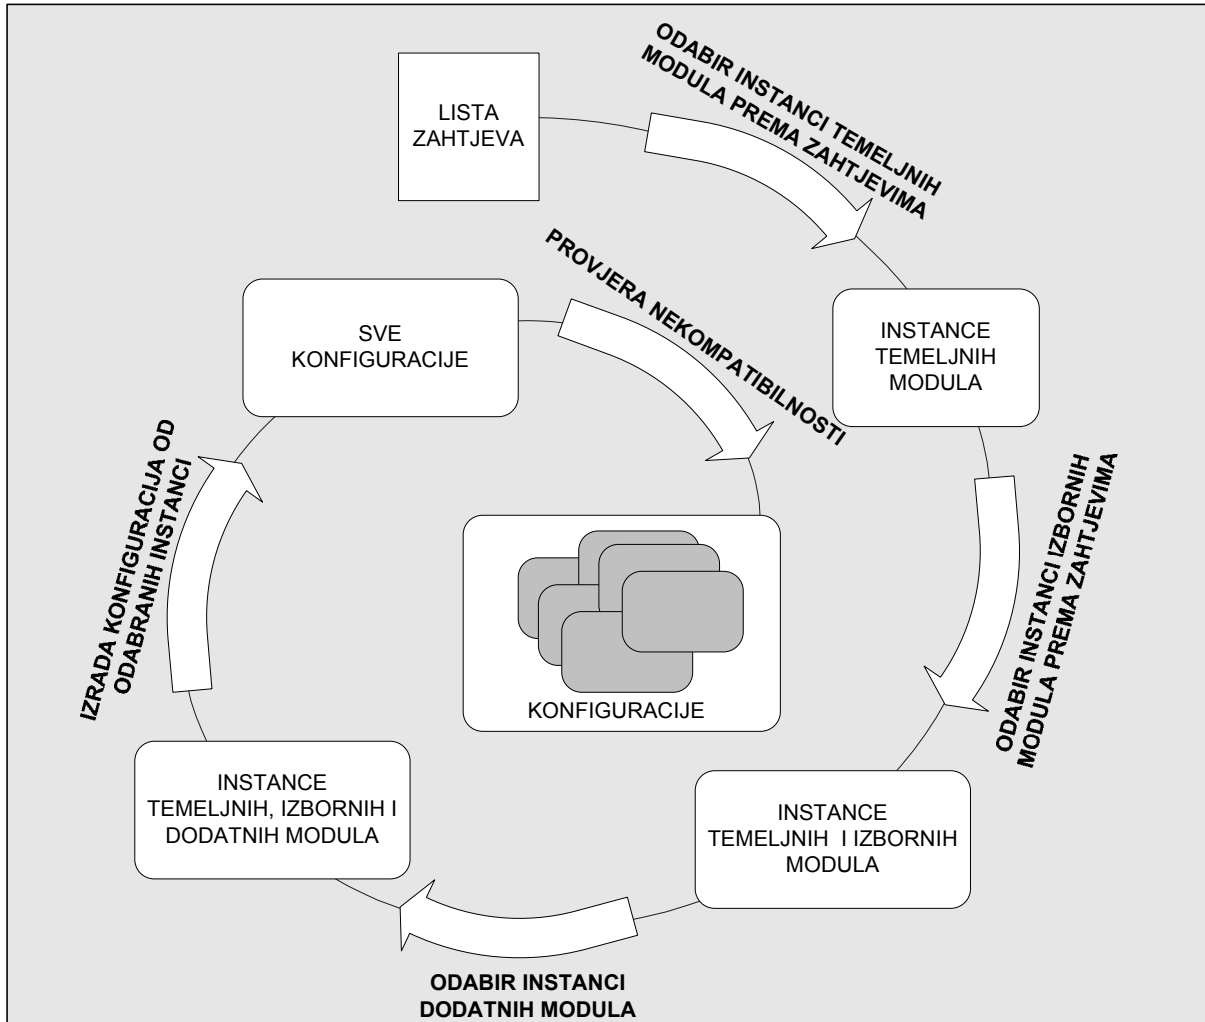 LISTA
ZAHTJEVA
ODABIR INSTANCI TEMELJNIH
MODULA PREMA ZAHTJEVIMA
INSTANCE
TEMELJNIH
MODULA
ODABIR INSTANCI IZBORNIH
MODULA PREMA ZAHTJEVIMA
INSTANCE
TEMELJNIH I IZBORNIH
MODULA
ODABIR INSTANCI
DODATNIH MODULA
INSTANCE
TEMELJNIH, IZBORNIH I
DODATNIH MODULA
IZRADA KONFIGURACIJA OD
ODABRANIH INSTANCI
SVE
KONFIGURACIJE
PROVJERA NEKOMPATIBILNOSTI
KONFIGURACIJE